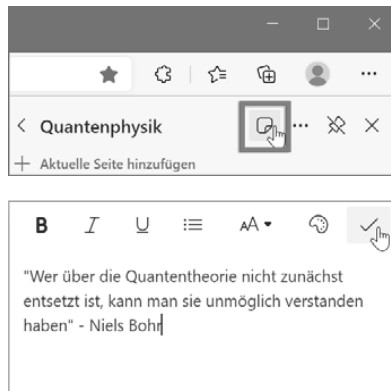 Quantenphysik
Aktuelle Seite hinzufügen
B I U AA
"Wer über die Quantentheorie nicht zunächst
entsetzt ist, kann man sie unmöglich verstanden
haben" - Niels Bohr